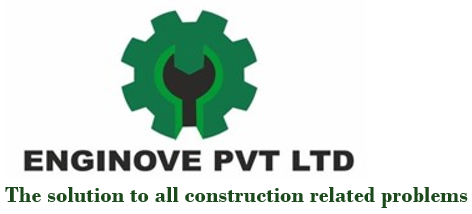 ENGINOVE PVT LTD
The solution to all construction related problems